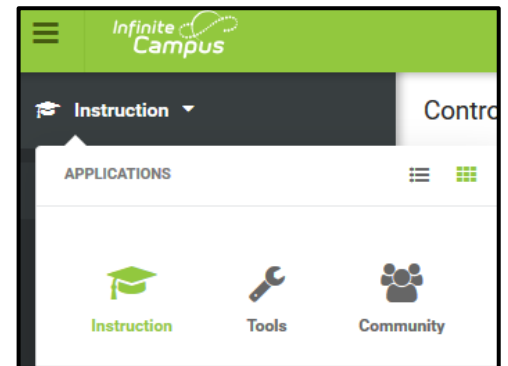 Infinite
Campus
Instruction
Contro
APPLICATIONS
Instruction Tools Community